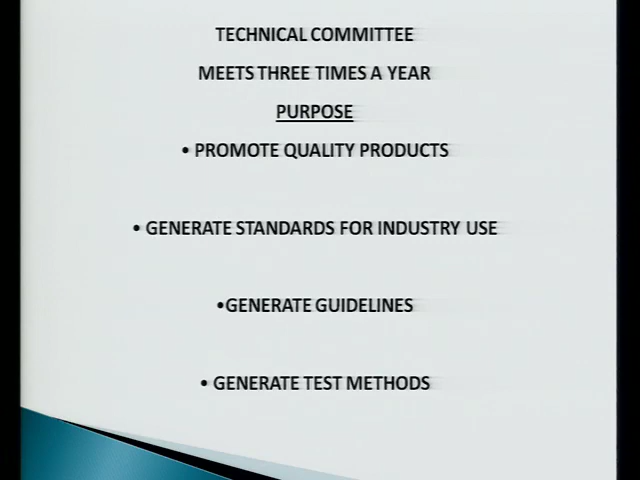 TECHNICAL COMMITTEE
MEETS THREE TIMES A YEAR
PURPOSE
• PROMOTE QUALITY PRODUCTS
• GENERATE STANDARDS FOR INDUSTRY USE
•GENERATE GUIDELINES
• GENERATE TEST METHODS